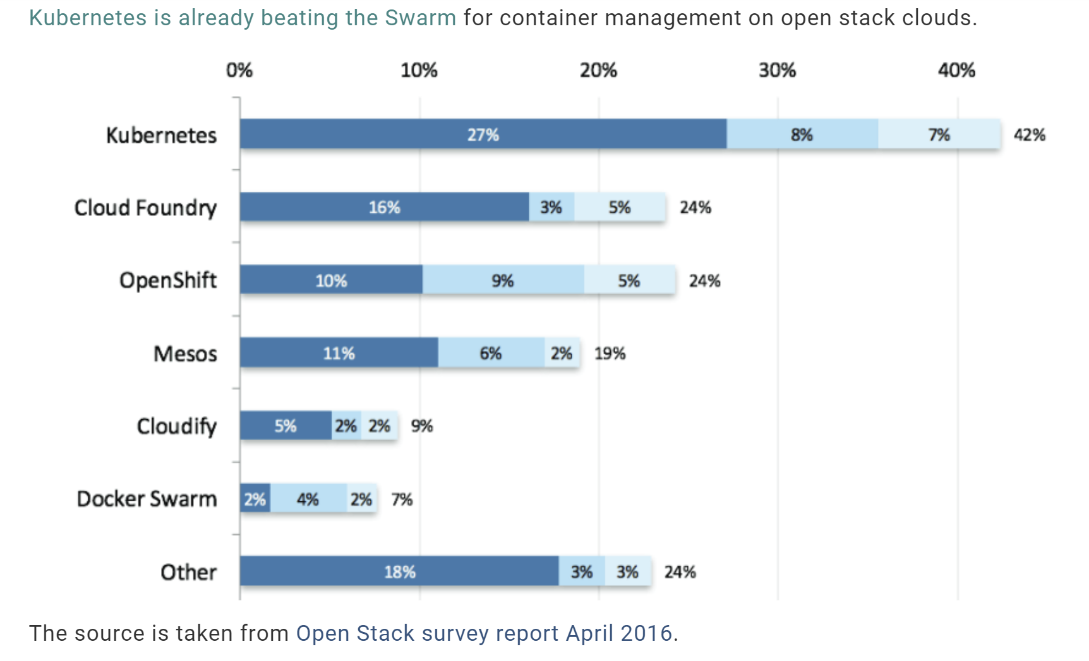 Kubernetes is already beating the Swarm for container management on open stack clouds.
0% 10% 20% 30% 40%
Kubernetes 27% 8% 7% 42%
Cloud Foundry 16% 3% 5% 24%
OpenShift 10% 9% 5% 24%
Mesos 11% 6% 2% 19%
Cloudify 5% 2% 2% 9%
Docker Swarm 2% 4% 2% 7%
Other 18% 3% 3% 24%
The source is taken from Open Stack survey report April 2016.